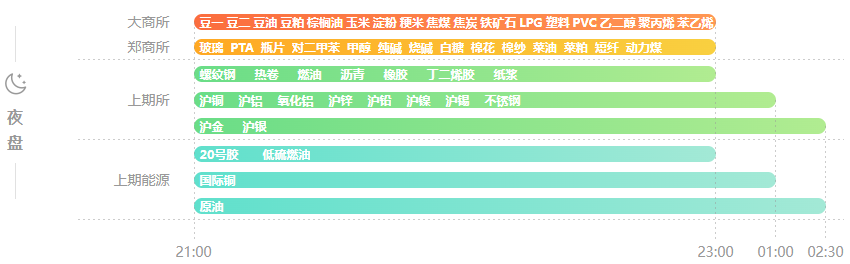 夜盘
大商所
豆一 豆二 豆油 豆粕 棕榈油 玉米 淀粉 粳米 焦煤 焦炭 铁矿石 LPG 塑料 PVC 乙二醇 聚丙烯 苯乙烯
郑商所
玻璃 PTA 瓶片 对二甲苯 甲醇 纯碱 烧碱 白糖 棉花 棉纱 菜油 菜粕 短纤 动力煤
上期所
螺纹钢 热卷 燃油 沥青 橡胶 丁二烯胶 纸浆
沪铜 沪铝 氧化铝 沪锌 沪铅 沪镍 沪锡 不锈钢
沪金 沪银
上期能源
20号胶 低硫燃油
国际铜
原油
21:00 23:00 01:00 02:30